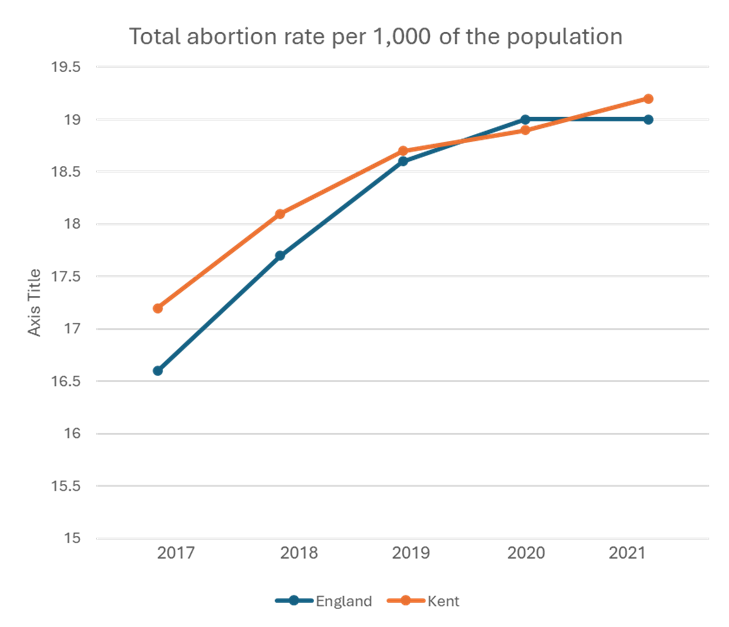 Total abortion rate per 1,000 of the population
19.5
19
18.5
18
17.5
17
16.5
16
15.5
15
Axis Title
2017 2018 2019 2020 2021
England Kent